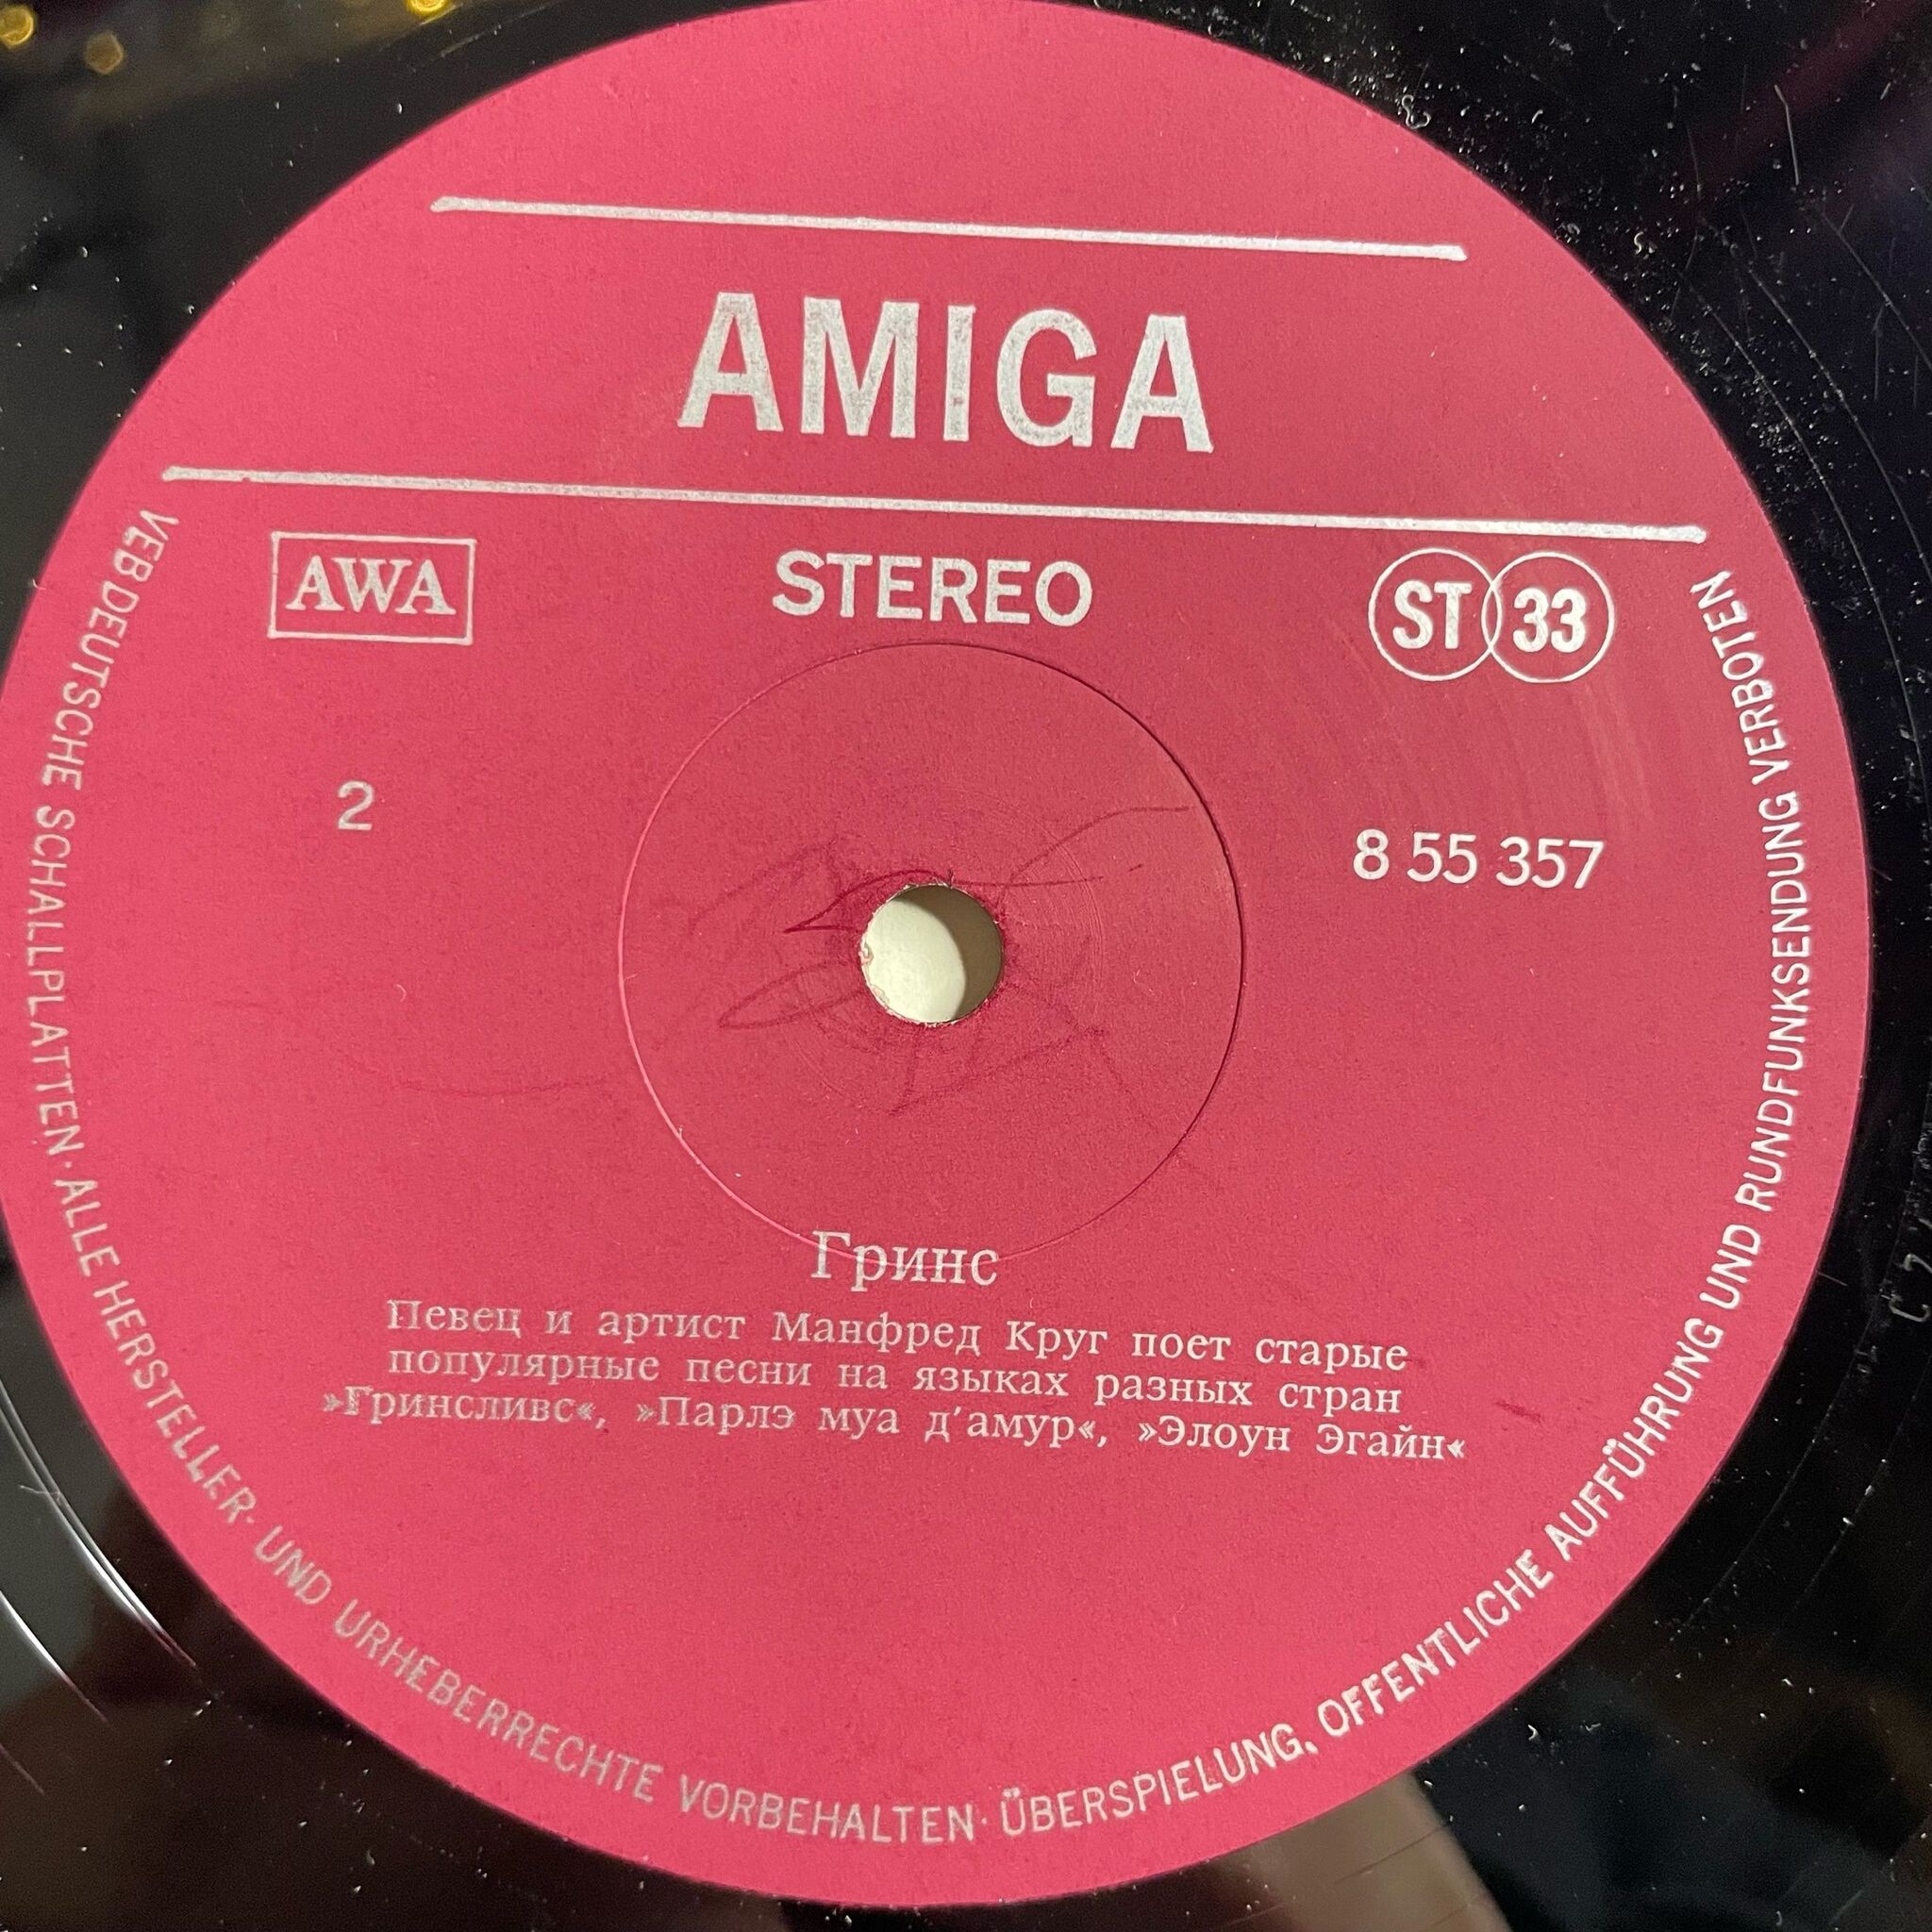 AMIGA
AWA
STEREO
ST 33
2
8 55 357
Гринс
Певец и артист Манфред Круг поет старые
популярные песни на языках разных стран
»Гринсливс«, »Парлэ муа д'амур«, »Элоун Эгайн«
VEB DEUTSCHE SCHALLPLATTEN · ALLE HERSTELLER- UND URHEBERRECHTE VORBEHALTEN · ÜBERSPIELUNG, OFFENTLICHE AUFFÜHRUNG UND RUNDFUNKSENDUNG VERBOTEN